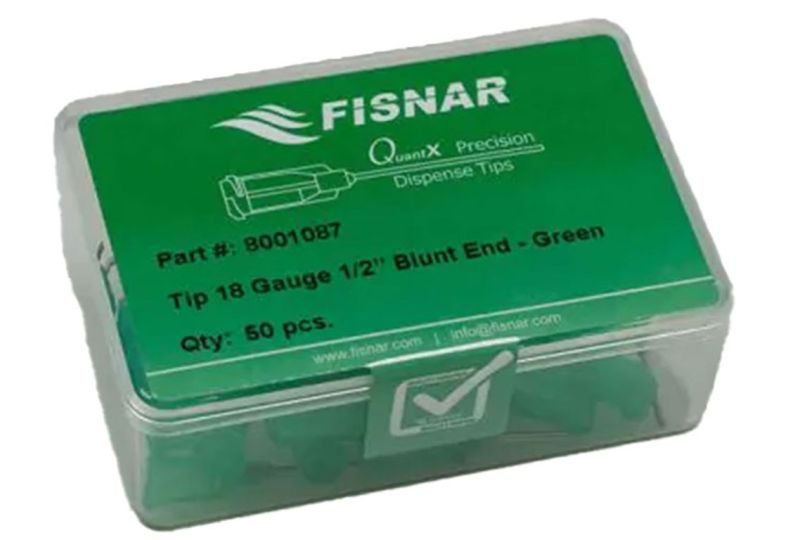 FISNAR
QuantX Precision
Dispense Tips
Part #: 8001087
Tip 18 Gauge 1/2" Blunt End - Green
Qty: 50 pcs.
www.fisnar.com | info@fisnar.com